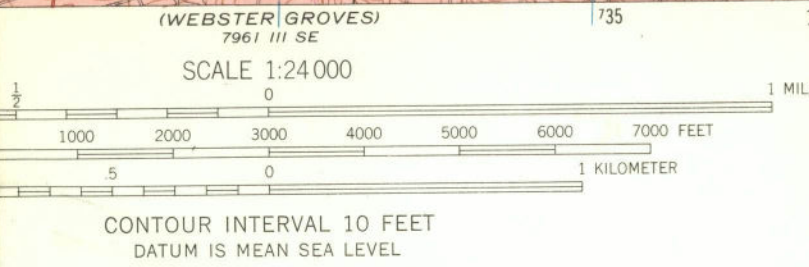 (WEBSTER GROVES) 735
7961 III SE
SCALE 1:24 000
1/2 0 1 MIL
1000 2000 3000 4000 5000 6000 7000 FEET
.5 0 1 KILOMETER
CONTOUR INTERVAL 10 FEET
DATUM IS MEAN SEA LEVEL